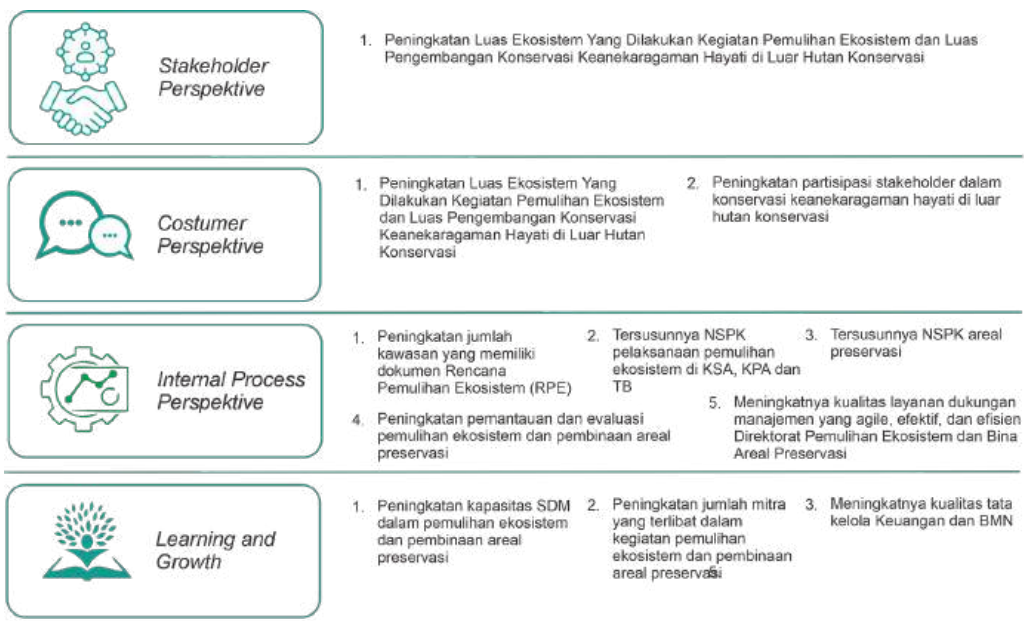 Stakeholder
Perspektive
1. Peningkatan Luas Ekosistem Yang Dilakukan Kegiatan Pemulihan Ekosistem dan Luas
Pengembangan Konservasi Keanekaragaman Hayati di Luar Hutan Konservasi
Costumer
Perspektive
1. Peningkatan Luas Ekosistem Yang
Dilakukan Kegiatan Pemulihan Ekosistem
dan Luas Pengembangan Konservasi
Keanekaragaman Hayati di Luar Hutan
Konservasi
2. Peningkatan partisipasi stakeholder dalam
konservasi keanekaragaman hayati di luar
hutan konservasi
Internal Process
Perspektive
1. Peningkatan jumlah
kawasan yang memiliki
dokumen Rencana
Pemulihan Ekosistem (RPE)
2. Tersusunnya NSPK
pelaksanaan pemulihan
ekosistem di KSA, KPA dan
TB
3. Tersusunnya NSPK areal
preservasi
4. Peningkatan pemantauan dan evaluasi
pemulihan ekosistem dan pembinaan areal
preservasi
5. Meningkatnya kualitas layanan dukungan
manajemen yang agile, efektif, dan efisien
Direktorat Pemulihan Ekosistem dan Bina
Areal Preservasi
Learning and
Growth
1. Peningkatan kapasitas SDM
dalam pemulihan ekosistem
dan pembinaan areal
preservasi
2. Peningkatan jumlah mitra
yang terlibat dalam
kegiatan pemulihan
ekosistem dan pembinaan
areal preservasi
3. Meningkatnya kualitas tata
kelola Keuangan dan BMN